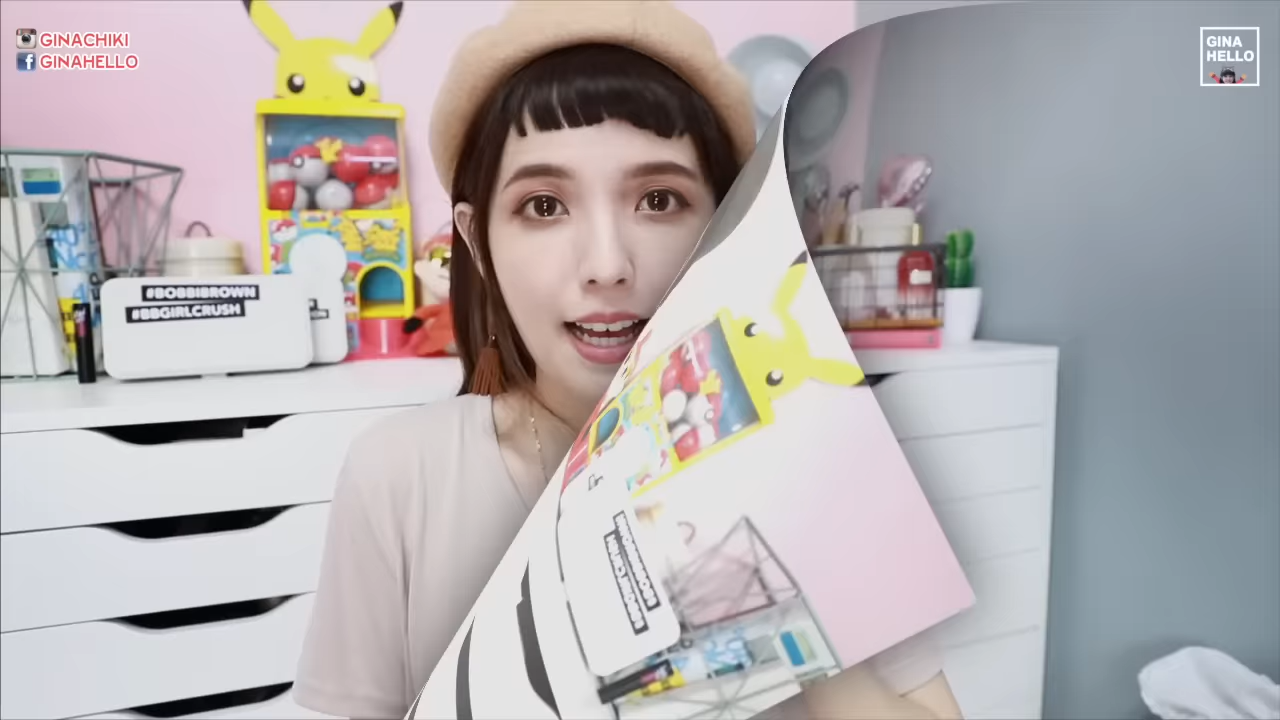 GINACHIKI
GINAHELLO
GINA
HELLO
#BOBBIBROWN
#BBGIRLCRUSH